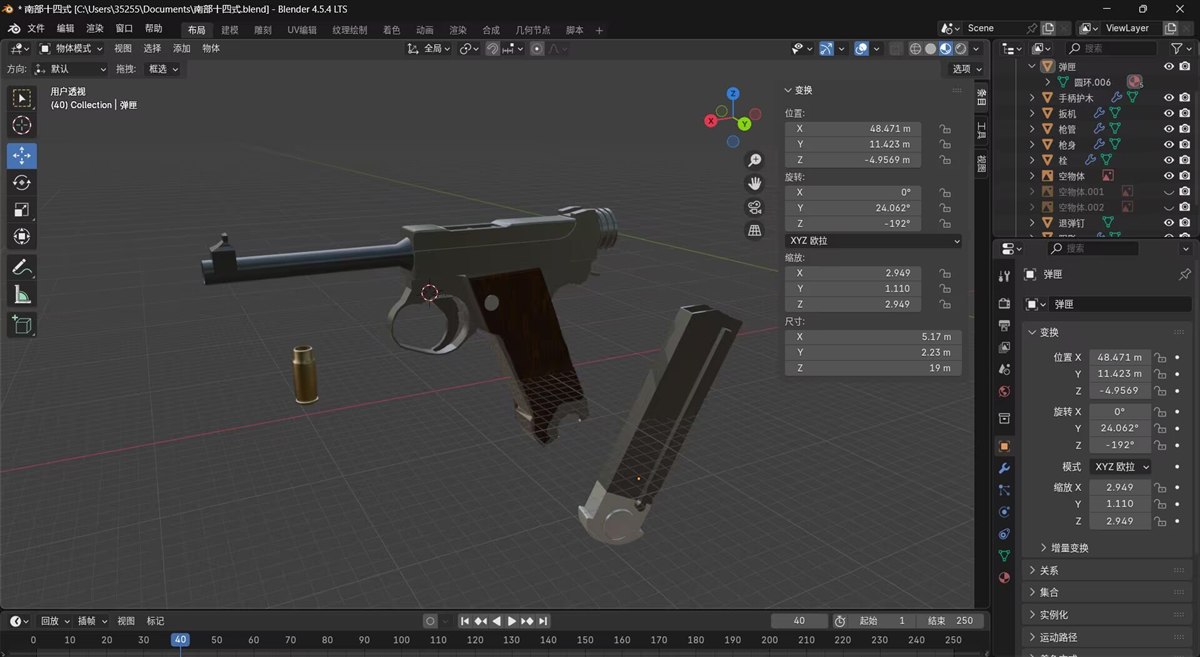 * 南部十四式 [C:\Users\35255\Documents\南部十四式.blend] - Blender 4.5.4 LTS
文件 编辑 渲染 窗口 帮助 布局 建模 雕刻 UV编辑 纹理绘制 着色 动画 渲染 合成 几何节点 脚本 + Scene ViewLayer
物体模式 视图 选择 添加 物体 全局 搜索
方向: 默认 拖拽: 框选 选项
用户透视
(40) Collection | 弹匣
Z
X
Y
变换
位置:
X 48.471 m
Y 11.423 m
Z -4.9569 m
旋转:
X 0°
Y 24.062°
Z -192°
XYZ 欧拉
缩放:
X 2.949
Y 1.110
Z 2.949
尺寸:
X 5.17 m
Y 2.23 m
Z 19 m
条目
工具
视图
弹匣
圆环.006
手柄护木
扳机
枪管
枪身
栓
空物体
空物体.001
空物体.002
退弹钉
搜索
弹匣
弹匣
变换
位置 X 48.471 m
Y 11.423 m
Z -4.9569
旋转 X 0°
Y 24.062°
Z -192°
模式 XYZ 欧拉
缩放 X 2.949
Y 1.110
Z 2.949
增量变换
关系
集合
实例化
运动路径
回放 插帧 视图 标记 40 起始 1 结束 250
0 10 20 30 40 50 60 70 80 90 100 110 120 130 140 150 160 170 180 190 200 210 220 230 240 250